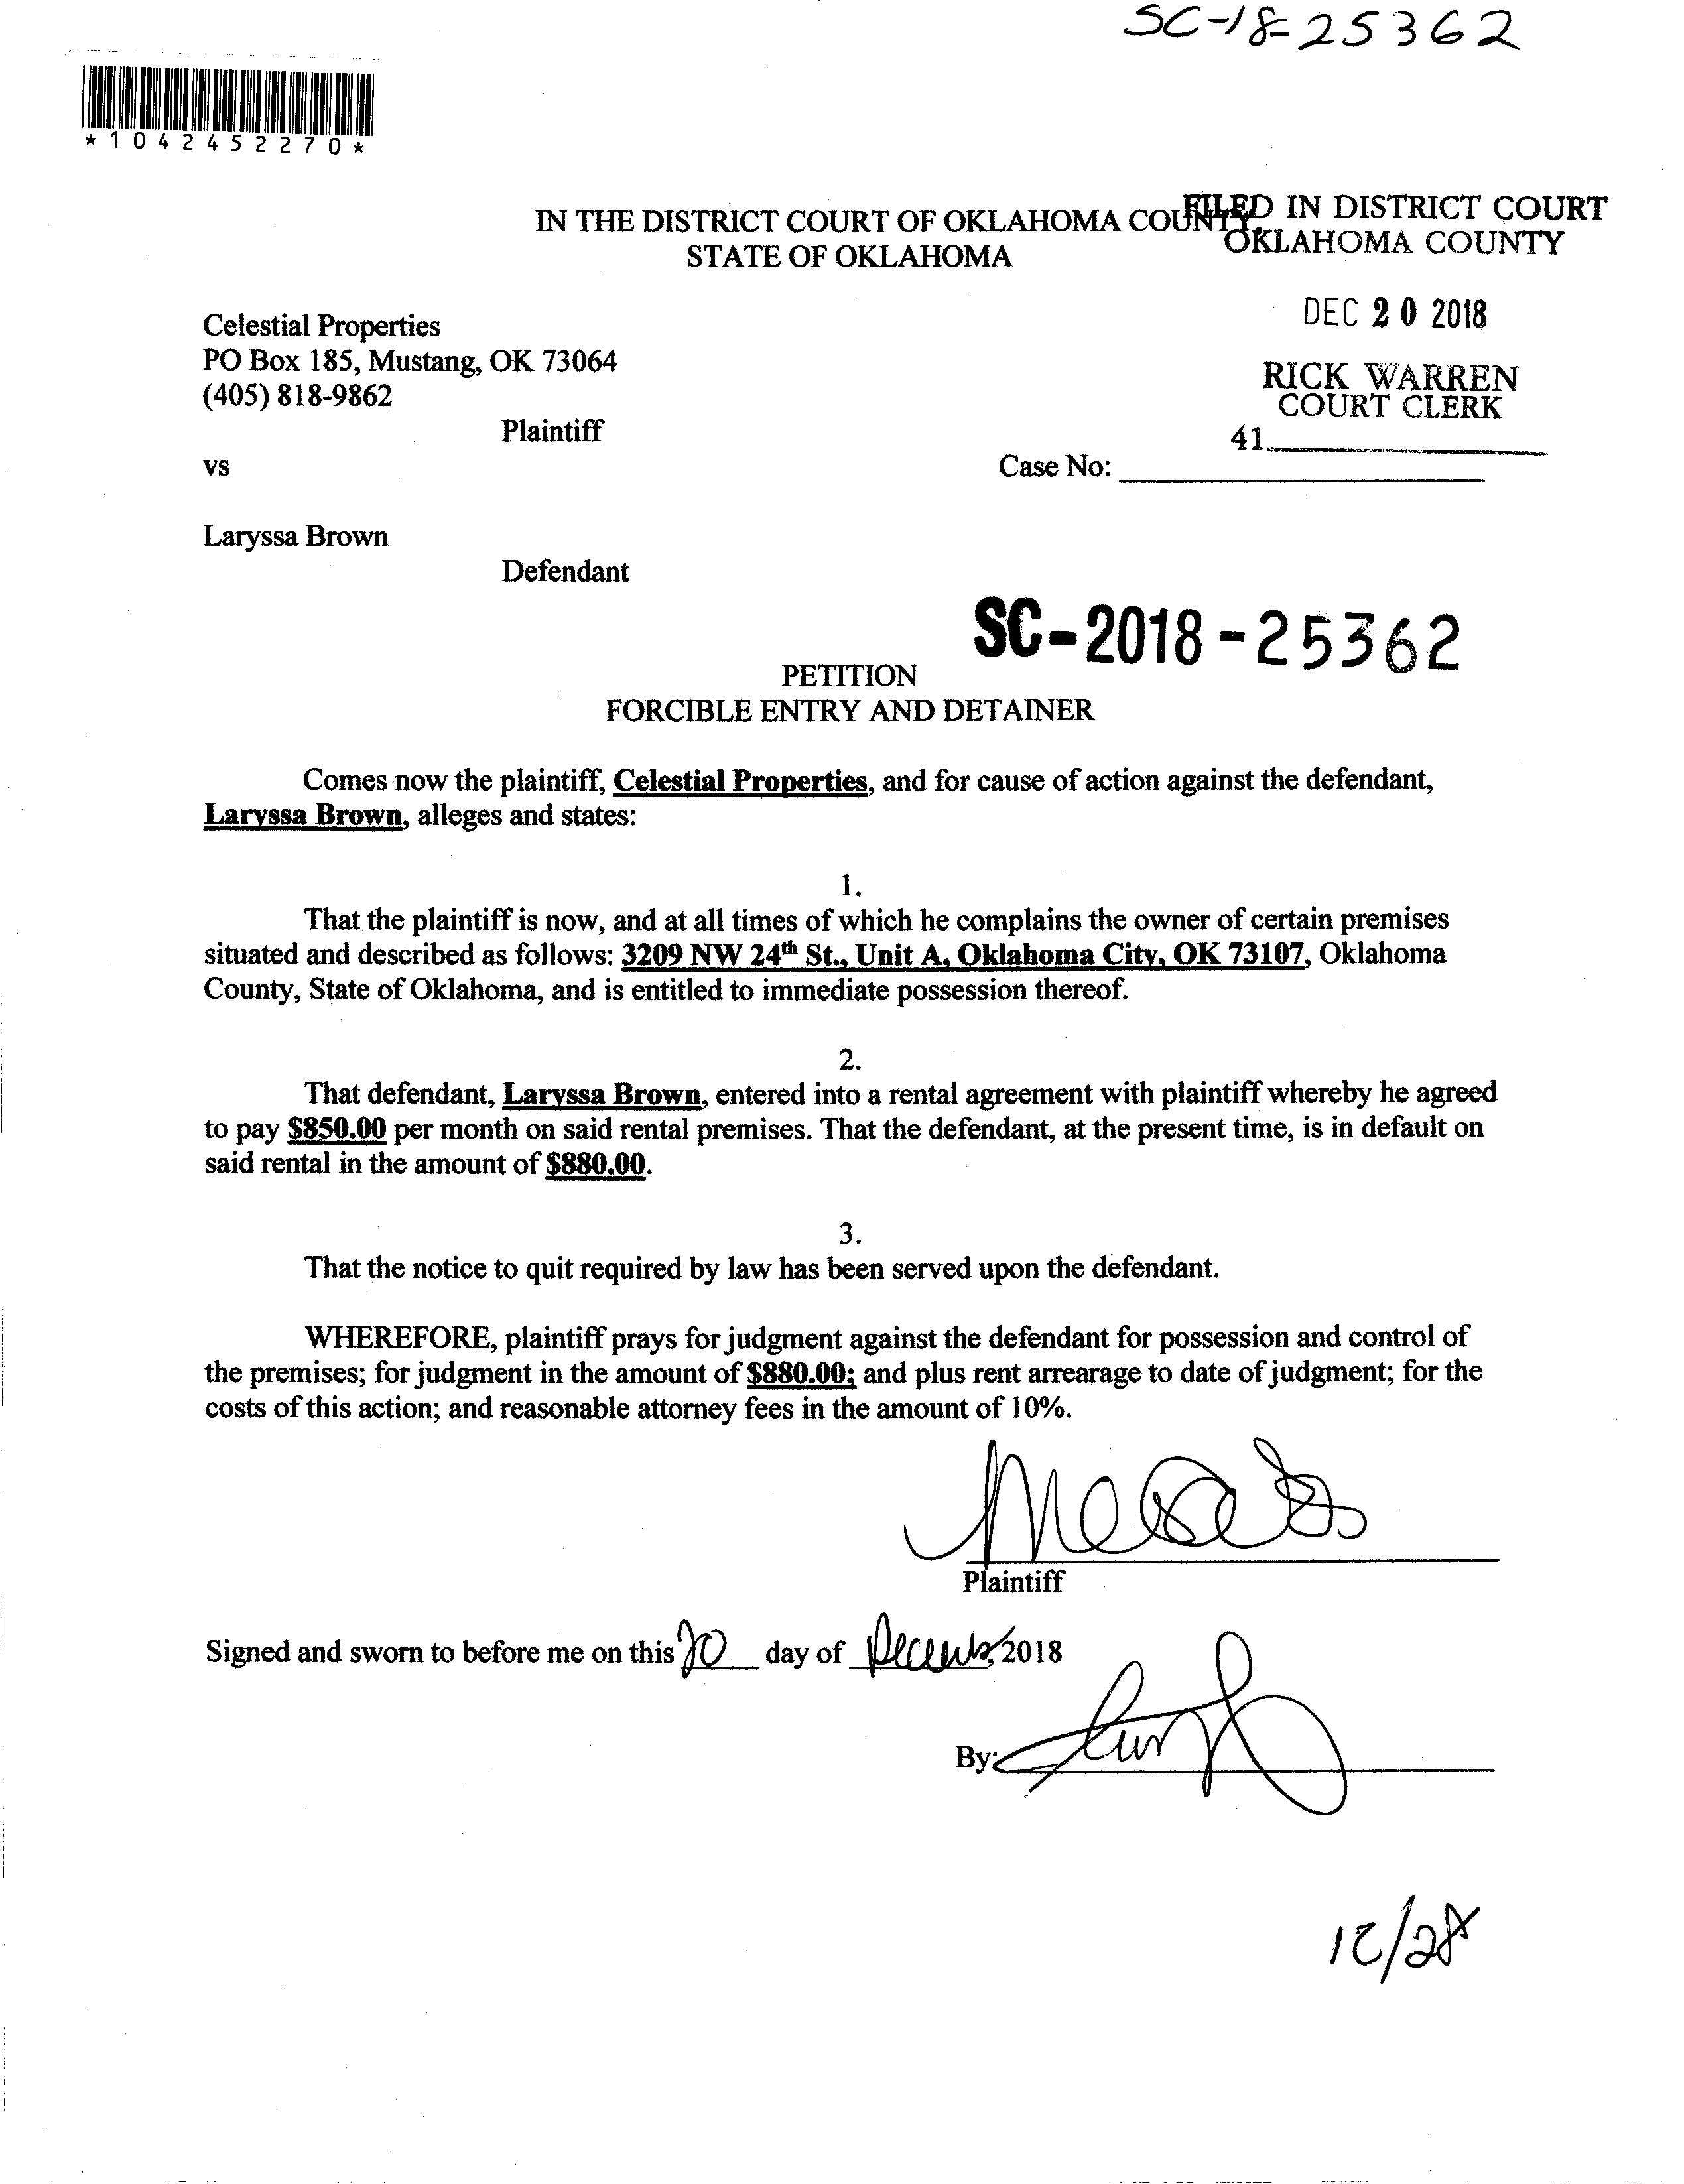 SC-18-25362
*1042452270*
IN THE DISTRICT COURT OF OKLAHOMA COUNTY,
STATE OF OKLAHOMA
FILED IN DISTRICT COURT
OKLAHOMA COUNTY
DEC 20 2018
RICK WARREN
COURT CLERK
41
Celestial Properties
PO Box 185, Mustang, OK 73064
(405) 818-9862
Plaintiff
vs
Case No:
Laryssa Brown
Defendant
SC-2018-25362
PETITION
FORCIBLE ENTRY AND DETAINER
Comes now the plaintiff, Celestial Properties, and for cause of action against the defendant,
Laryssa Brown, alleges and states:
1.
That the plaintiff is now, and at all times of which he complains the owner of certain premises
situated and described as follows: 3209 NW 24th St., Unit A, Oklahoma City, OK 73107, Oklahoma
County, State of Oklahoma, and is entitled to immediate possession thereof.
2.
That defendant, Laryssa Brown, entered into a rental agreement with plaintiff whereby he agreed
to pay $850.00 per month on said rental premises. That the defendant, at the present time, is in default on
said rental in the amount of $880.00.
3.
That the notice to quit required by law has been served upon the defendant.
WHEREFORE, plaintiff prays for judgment against the defendant for possession and control of
the premises; for judgment in the amount of $880.00; and plus rent arrearage to date of judgment; for the
costs of this action; and reasonable attorney fees in the amount of 10%.
Plaintiff
Signed and sworn to before me on this 20 day of December, 2018
By:
12/28